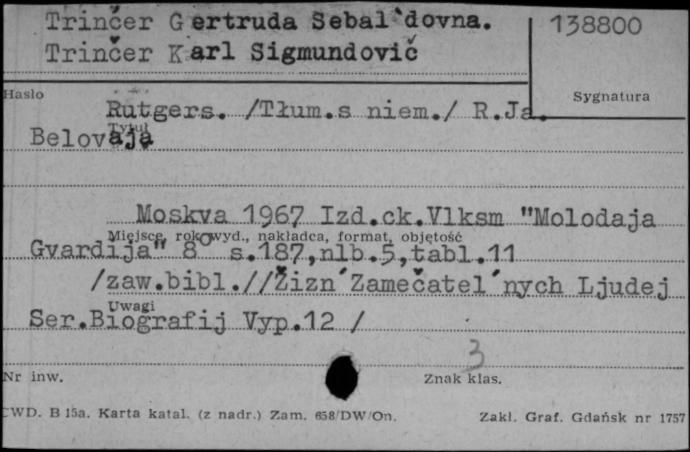 Trinčer Gertruda Sebal´dovna.
138800
Trinčer Karl Sigmundovič
Hasło
Sygnatura
Rutgers. /Tłum.s niem./ R.Ja.
Tytuł
Belovaja
Moskva 1967 Izd.ck.Vlksm "Molodaja
Miejsce, rok wyd., nakładca, format, objętość
Gvardija" 8° s.187,nlb.5,tabl.11
/zaw.bibl.//Žizn´Zamečatel´nych Ljudej
Uwagi
Ser.Biografij Vyp.12 /
3
Nr inw.
Znak klas.
CWD. B 15a. Karta katal. (z nadr.) Zam. 658/DW/On.
Zakł. Graf. Gdańsk nr 1757